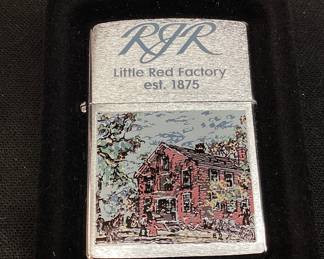 RJR
Little Red Factory
est. 1875